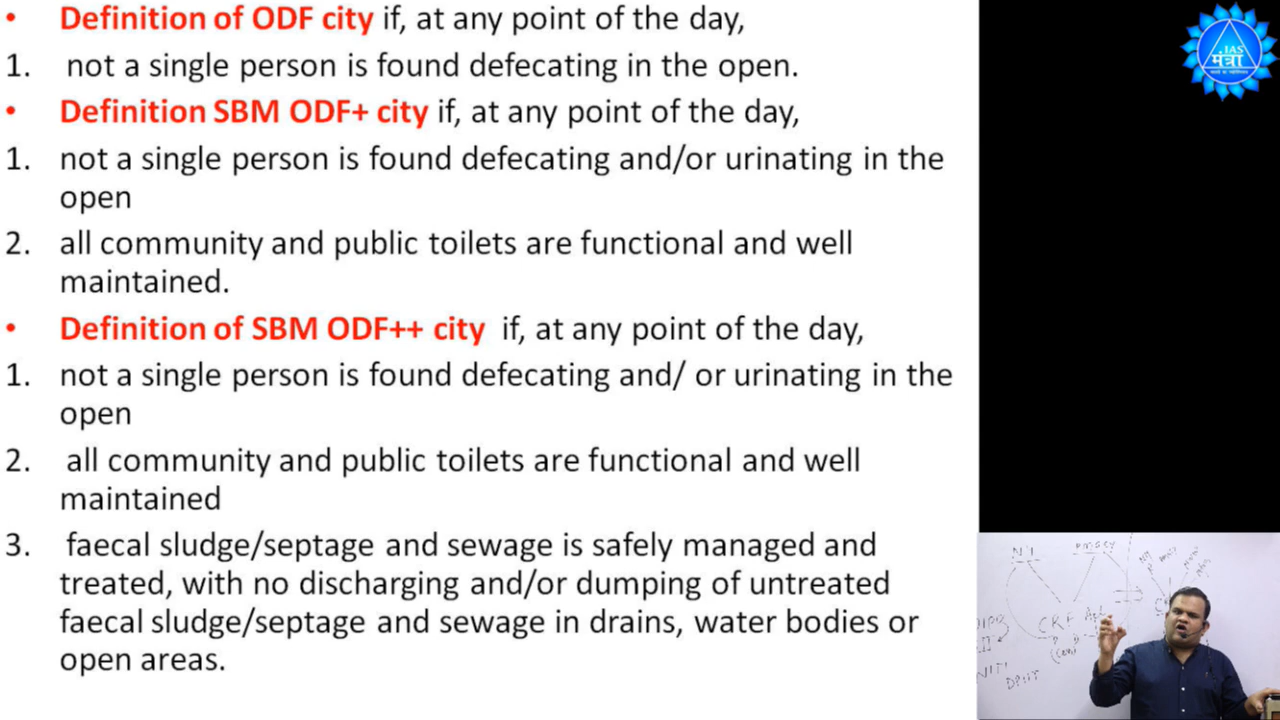 • Definition of ODF city if, at any point of the day,
1. not a single person is found defecating in the open.
• Definition SBM ODF+ city if, at any point of the day,
1. not a single person is found defecating and/or urinating in the
open
2. all community and public toilets are functional and well
maintained.
• Definition of SBM ODF++ city if, at any point of the day,
1. not a single person is found defecating and/ or urinating in the
open
2. all community and public toilets are functional and well
maintained
3. faecal sludge/septage and sewage is safely managed and
treated, with no discharging and/or dumping of untreated
faecal sludge/septage and sewage in drains, water bodies or
open areas.
IAS
मंत्रा
CRF